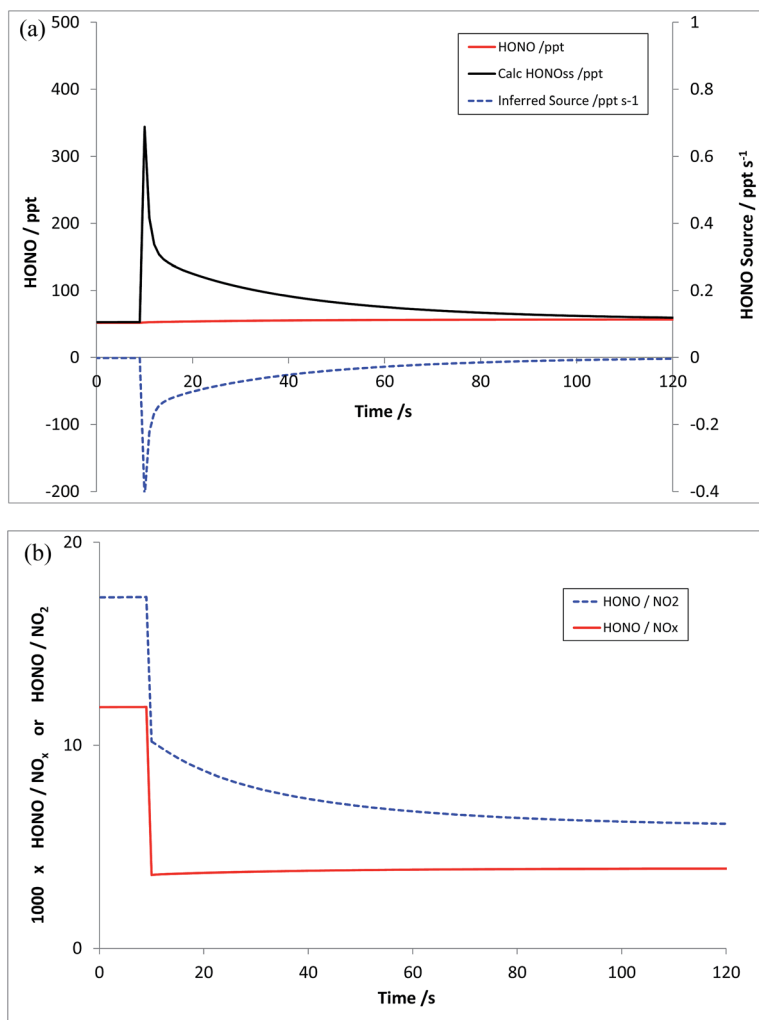 (a)
500
400
300
200
100
0
-100
-200
HONO / ppt
HONO /ppt
Calc HONOss /ppt
Inferred Source /ppt s-1
1
0.8
0.6
0.4
0.2
0
-0.2
-0.4
HONO Source / ppt s⁻¹
0 20 40 60 80 100 120
Time /s
(b)
20
10
0
1000 x HONO / NOₓ or HONO / NO₂
HONO / NO2
HONO / NOx
0 20 40 60 80 100 120
Time /s